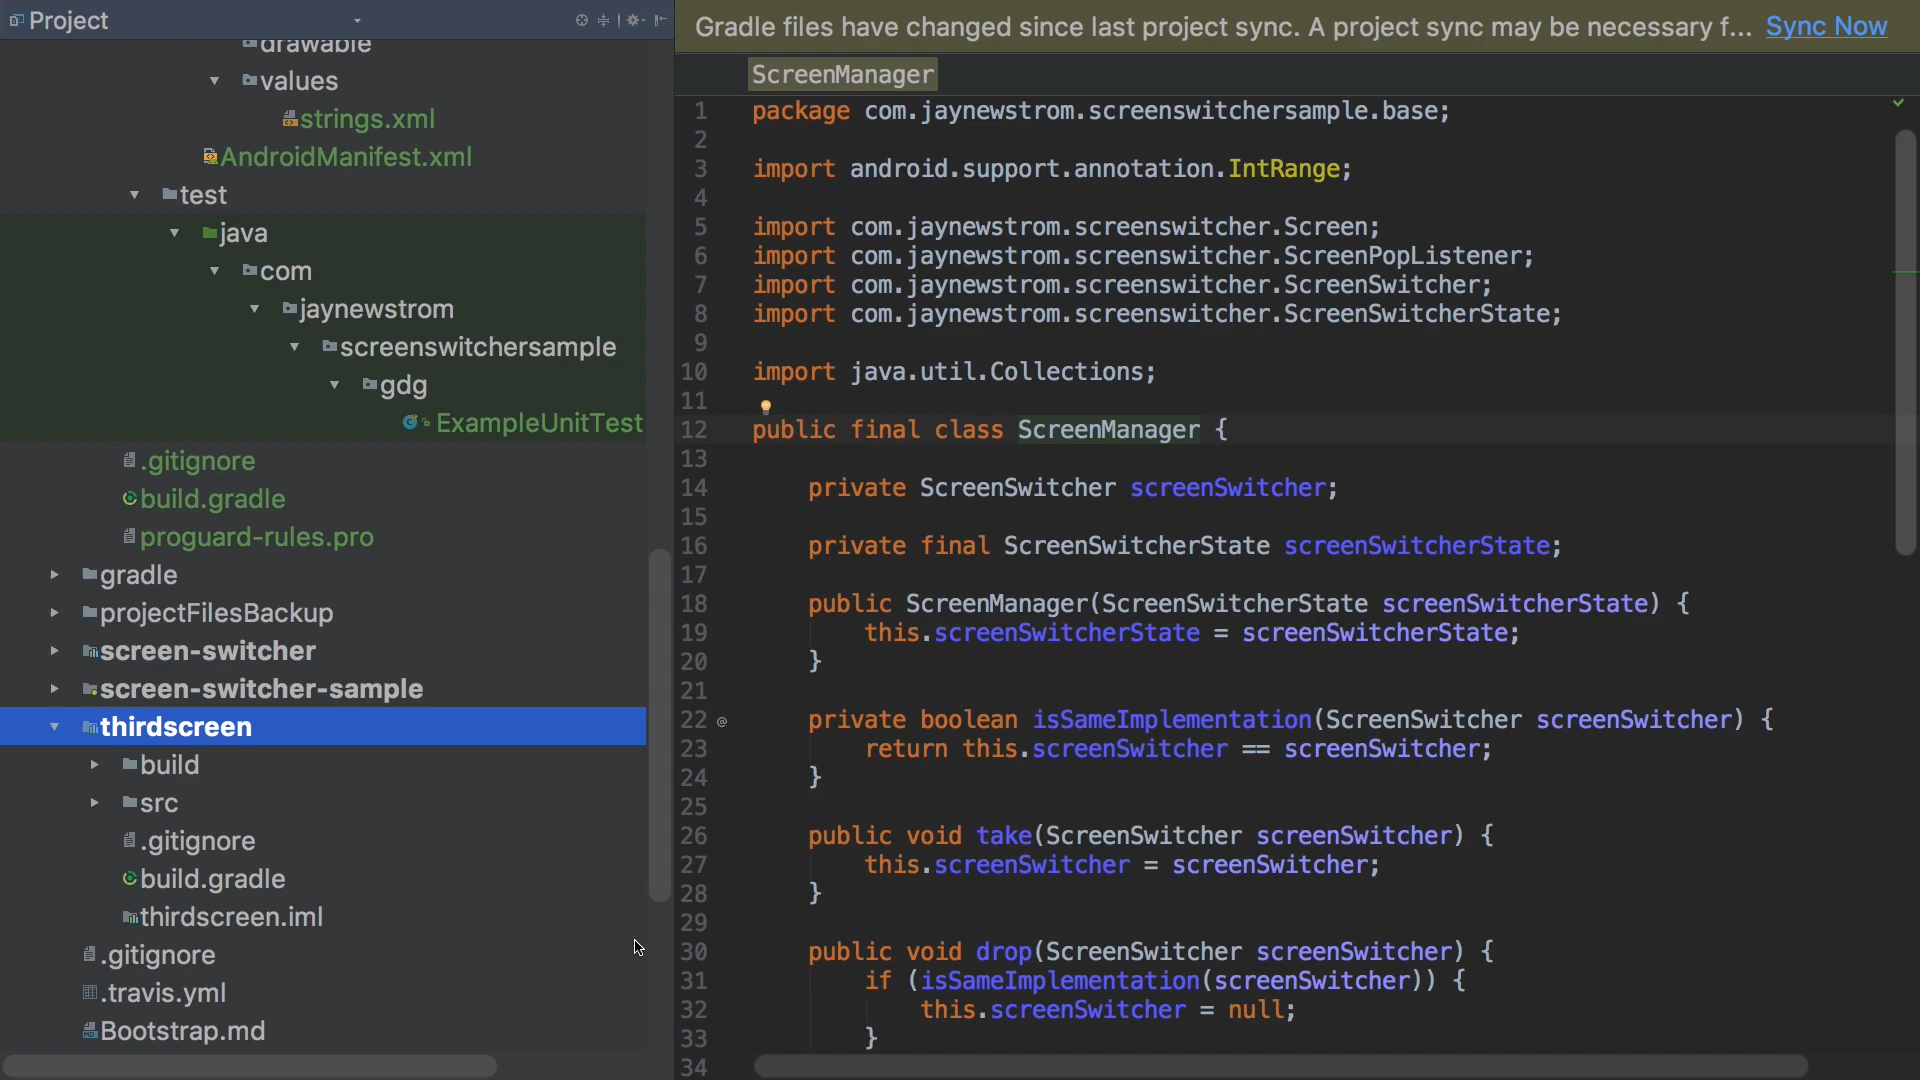 Project
drawable
values
strings.xml
AndroidManifest.xml
test
java
com
jaynewstrom
screenswitchersample
gdg
ExampleUnitTest
.gitignore
build.gradle
proguard-rules.pro
gradle
projectFilesBackup
screen-switcher
screen-switcher-sample
thirdscreen
build
src
.gitignore
build.gradle
thirdscreen.iml
.gitignore
.travis.yml
Bootstrap.md
Gradle files have changed since last project sync. A project sync may be necessary f... Sync Now
ScreenManager
1 package com.jaynewstrom.screenswitchersample.base;
2
3 import android.support.annotation.IntRange;
4
5 import com.jaynewstrom.screenswitcher.Screen;
6 import com.jaynewstrom.screenswitcher.ScreenPopListener;
7 import com.jaynewstrom.screenswitcher.ScreenSwitcher;
8 import com.jaynewstrom.screenswitcher.ScreenSwitcherState;
9
10 import java.util.Collections;
11
12 public final class ScreenManager {
13
14 private ScreenSwitcher screenSwitcher;
15
16 private final ScreenSwitcherState screenSwitcherState;
17
18 public ScreenManager(ScreenSwitcherState screenSwitcherState) {
19 this.screenSwitcherState = screenSwitcherState;
20 }
21
22 @ private boolean isSameImplementation(ScreenSwitcher screenSwitcher) {
23 return this.screenSwitcher == screenSwitcher;
24 }
25
26 public void take(ScreenSwitcher screenSwitcher) {
27 this.screenSwitcher = screenSwitcher;
28 }
29
30 public void drop(ScreenSwitcher screenSwitcher) {
31 if (isSameImplementation(screenSwitcher)) {
32 this.screenSwitcher = null;
33 }
34